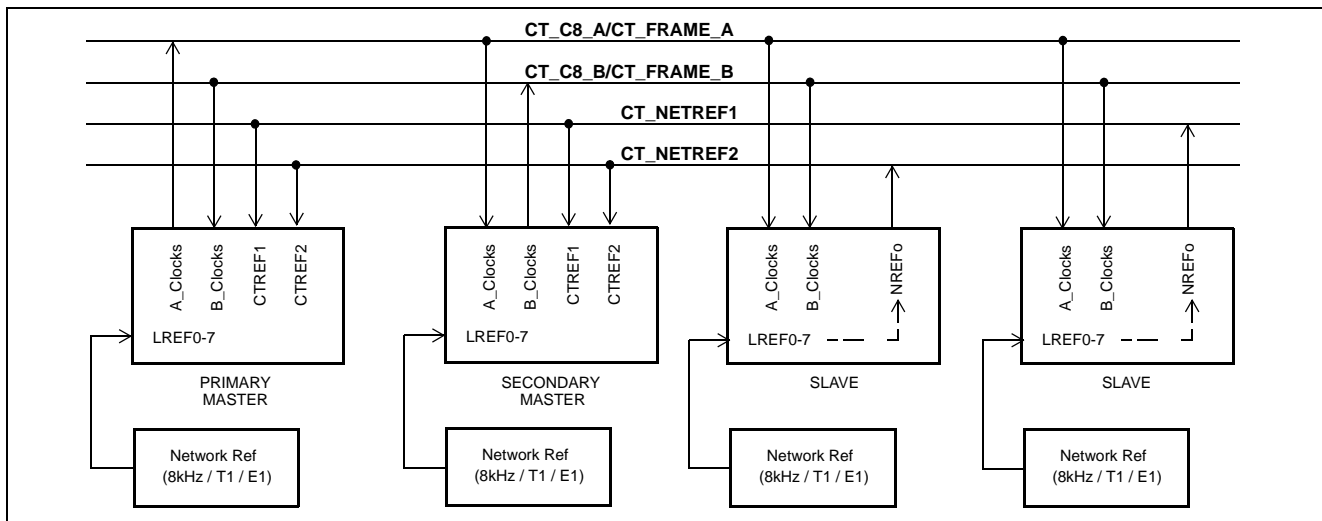 CT_C8_A/CT_FRAME_A
CT_C8_B/CT_FRAME_B
CT_NETREF1
CT_NETREF2
A_Clocks
B_Clocks
CTREF1
CTREF2
LREF0-7
PRIMARY
MASTER
Network Ref
(8kHz / T1 / E1)
A_Clocks
B_Clocks
CTREF1
CTREF2
LREF0-7
SECONDARY
MASTER
Network Ref
(8kHz / T1 / E1)
A_Clocks
B_Clocks
NREFo
LREF0-7
SLAVE
Network Ref
(8kHz / T1 / E1)
A_Clocks
B_Clocks
NREFo
LREF0-7
SLAVE
Network Ref
(8kHz / T1 / E1)